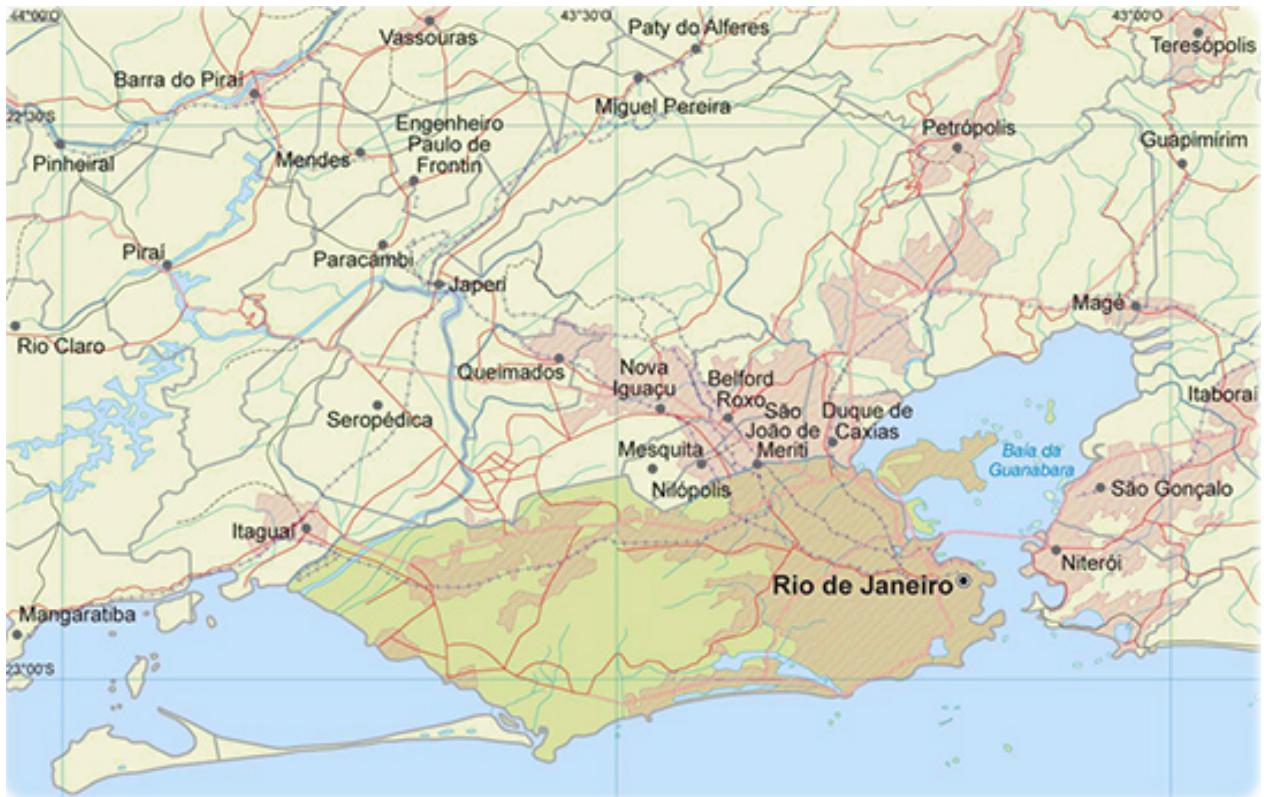 44°00'O
43°30'O
43°00'O
Vassouras
Paty do Alferes
Teresópolis
Barra do Piraí
Miguel Pereira
22°30'S
Engenheiro
Paulo de
Frontin
Petrópolis
Guapimirim
Pinheiral
Mendes
Piraí
Paracambi
Japeri
Magé
Rio Claro
Queimados
Nova
Iguaçu
Belford
Roxo
Itaboraí
Seropédica
São
João de
Meriti
Duque de
Caxias
Mesquita
Baía da
Guanabara
Nilópolis
São Gonçalo
Itaguaí
Niterói
Rio de Janeiro
Mangaratiba
23°00'S